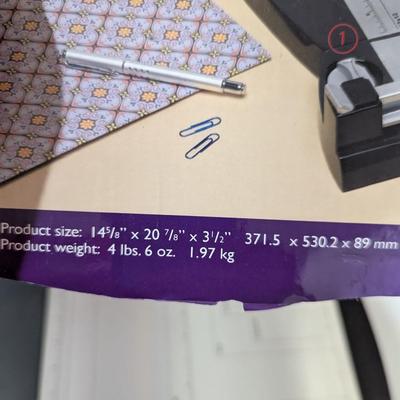 1
Product size: 14⁵/₈" x 20 ⁷/₈" x 3¹/₂" 371.5 x 530.2 x 89 mm
Product weight: 4 lbs. 6 oz. 1.97 kg